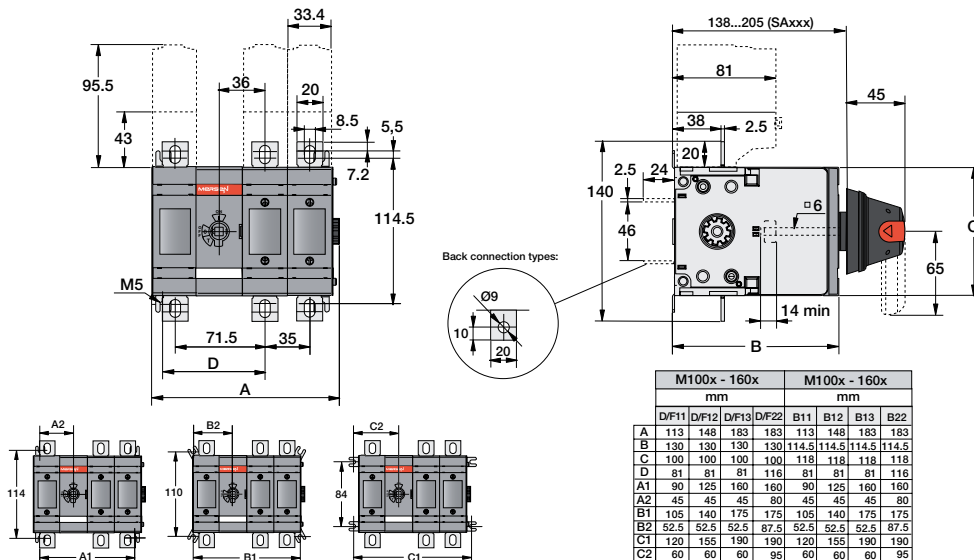 33.4
95.5
36
20
43
8.5
5,5
7.2
MERSEN
114.5
M5
71.5
35
D
A
138...205 (SAxxx)
81
45
38
2.5
20
2.5
24
140
□6
46
C
65
14 min
B
Back connection types:
Ø9
10
20
A2
114
A1
B2
110
B1
C2
84
C1
M100x - 160x M100x - 160x
mm mm
D/F11 D/F12 D/F13 D/F22 B11 B12 B13 B22
A 113 148 183 183 113 148 183 183
B 130 130 130 130 114.5 114.5 114.5 114.5
C 100 100 100 100 118 118 118 118
D 81 81 81 116 81 81 81 116
A1 90 125 160 160 90 125 160 160
A2 45 45 45 80 45 45 45 80
B1 105 140 175 175 105 140 175 175
B2 52.5 52.5 52.5 87.5 52.5 52.5 52.5 87.5
C1 120 155 190 190 120 155 190 190
C2 60 60 60 95 60 60 60 95